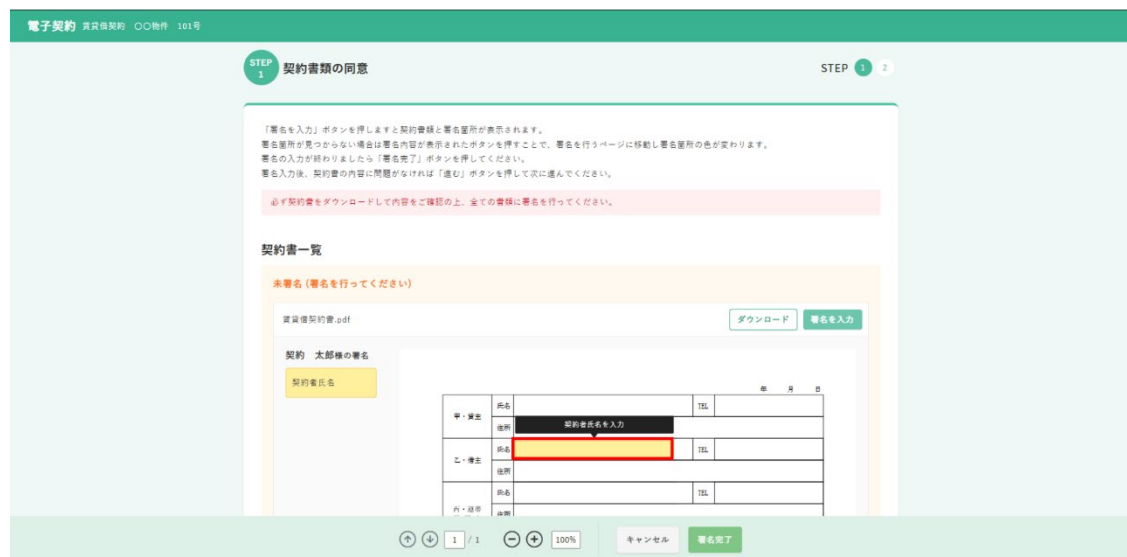 電子契約 賃貸借契約 〇〇物件 101号
STEP 1 契約書類の同意
STEP 1 2
「署名を入力」ボタンを押しますと契約書類と署名箇所が表示されます。
署名箇所が見つからない場合は署名内容が表示されたボタンを押すことで、署名を行うページに移動し署名箇所の色が変わります。
署名の入力が終わりましたら「署名完了」ボタンを押してください。
署名入力後、契約書の内容に問題がなければ「進む」ボタンを押して次に進んでください。
必ず契約書をダウンロードして内容をご確認の上、全ての書類に署名を行ってください。
契約書一覧
未署名(署名を行ってください)
賃貸借契約書.pdf ダウンロード 署名を入力
契約 太郎様の署名
契約者氏名
年 月 日
甲・貸主 氏名 TEL
住所
契約者氏名を入力
乙・借主 氏名 TEL
住所
氏名 TEL
住所
1 / 1 100% キャンセル 署名完了